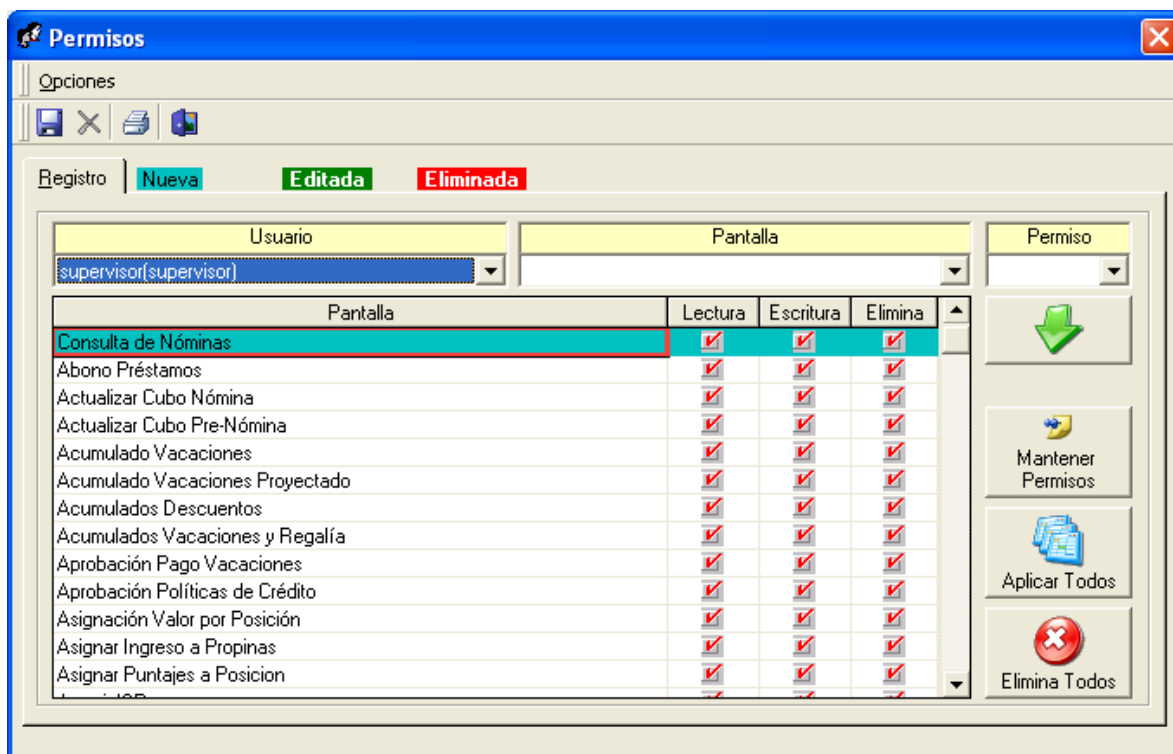 Permisos
Opciones
Registro Nueva Editada Eliminada
Usuario Pantalla Permiso
supervisor(supervisor)
Pantalla Lectura Escritura Elimina
Consulta de Nóminas
Abono Préstamos
Actualizar Cubo Nómina
Actualizar Cubo Pre-Nómina
Acumulado Vacaciones
Acumulado Vacaciones Proyectado
Acumulados Descuentos
Acumulados Vacaciones y Regalía
Aprobación Pago Vacaciones
Aprobación Políticas de Crédito
Asignación Valor por Posición
Asignar Ingreso a Propinas
Asignar Puntajes a Posicion
Mantener
Permisos
Aplicar Todos
Elimina Todos